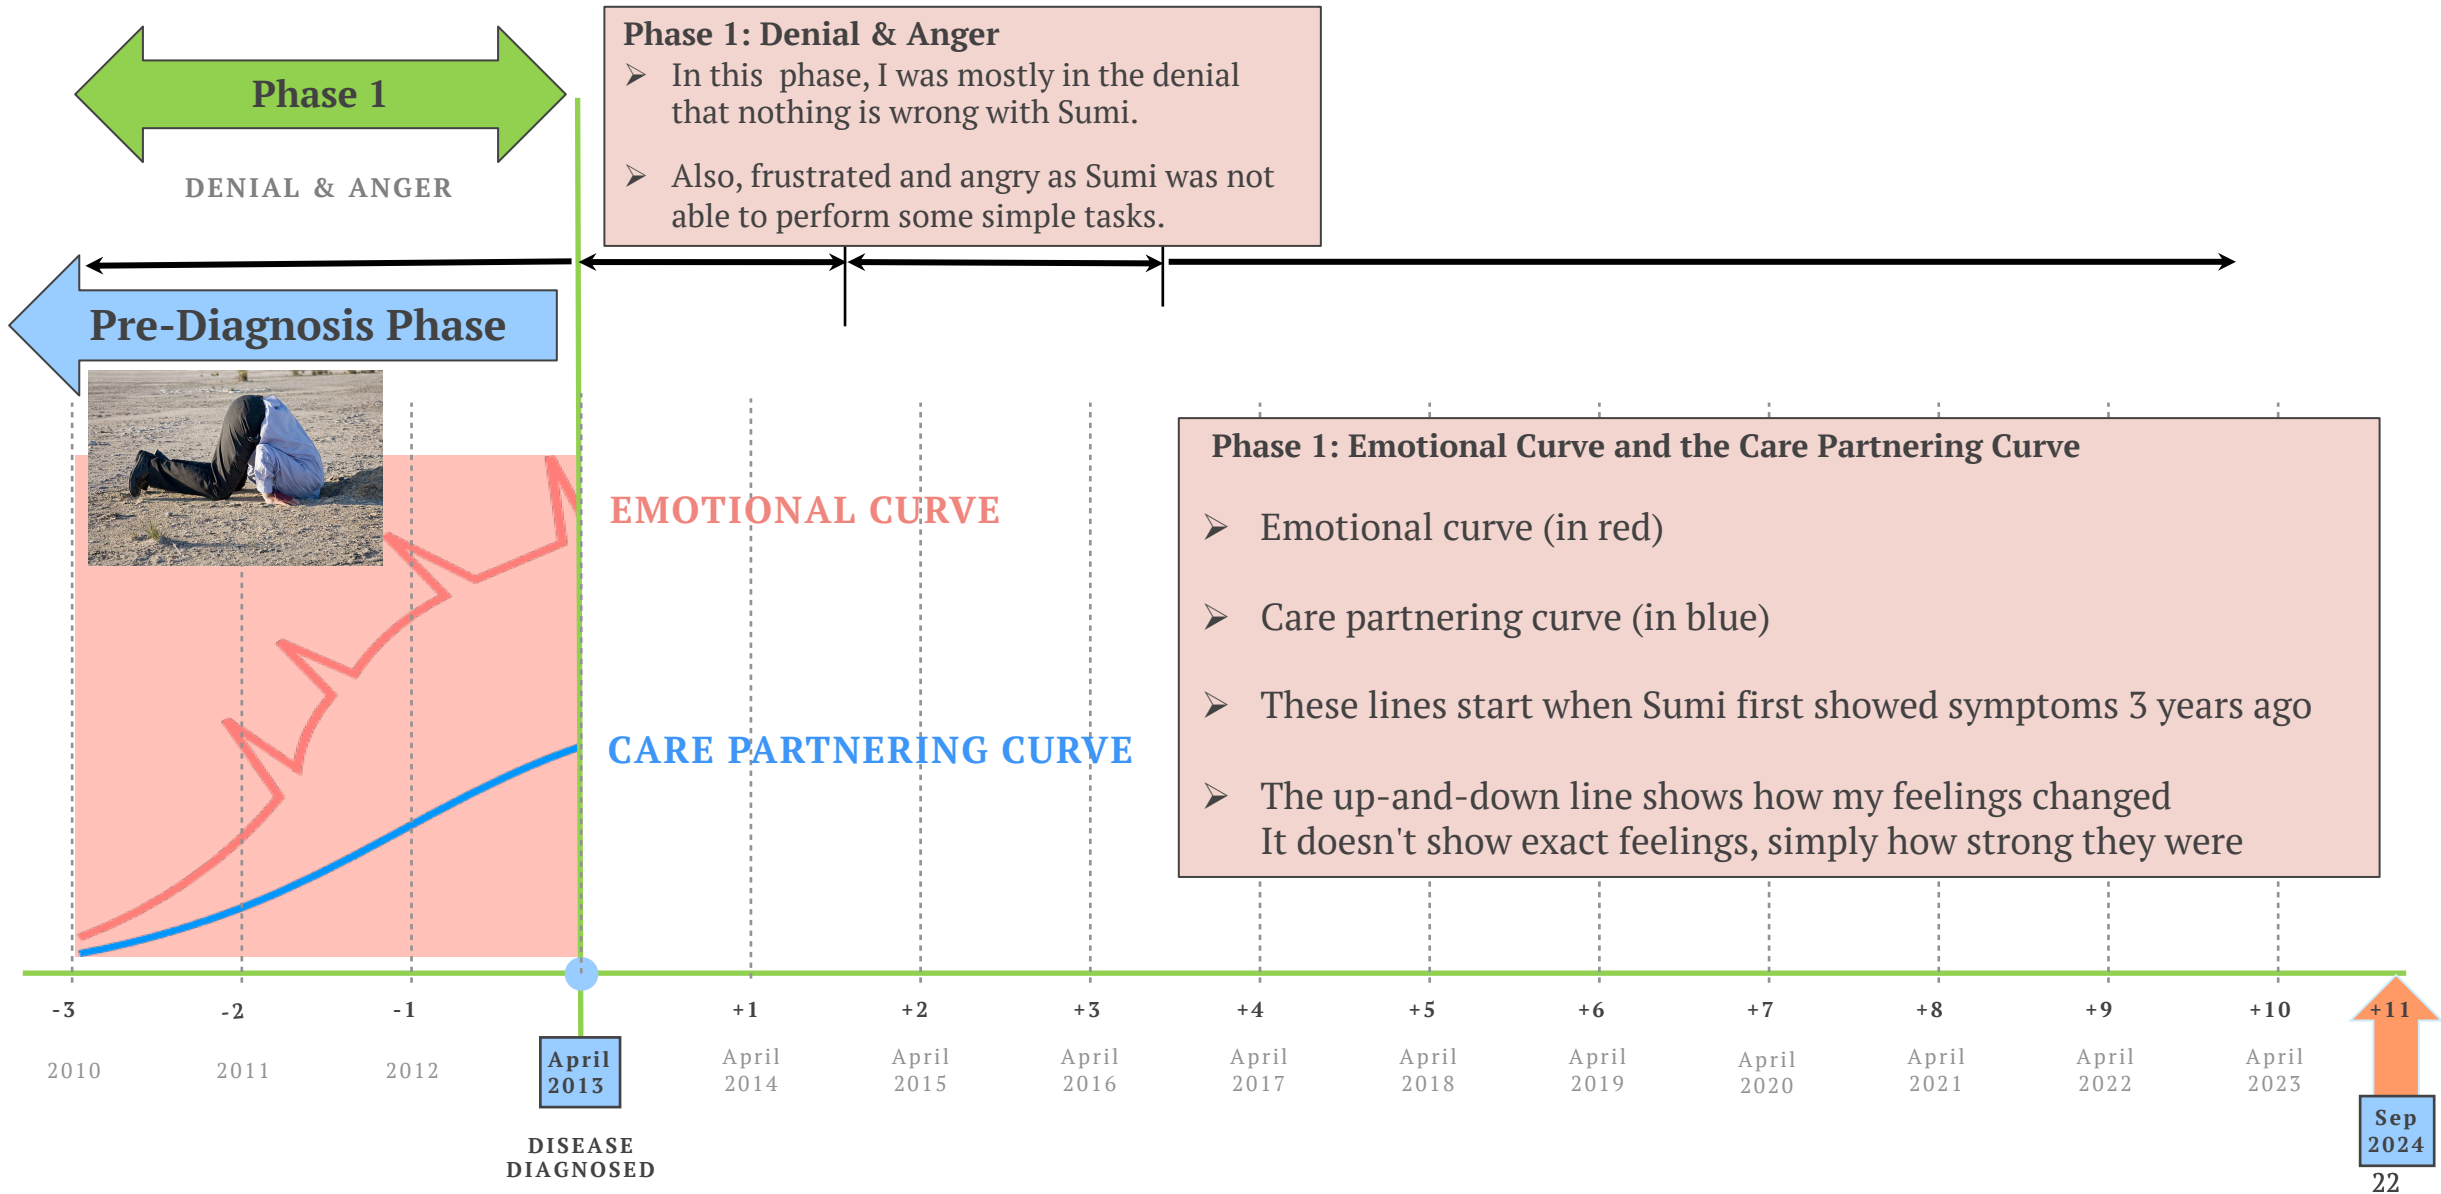 Phase 1
DENIAL & ANGER
Phase 1: Denial & Anger
➢ In this  phase, I was mostly in the denial
that nothing is wrong with Sumi.
➢ Also, frustrated and angry as Sumi was not
able to perform some simple tasks.
Pre-Diagnosis Phase
EMOTIONAL CURVE
CARE PARTNERING CURVE
Phase 1: Emotional Curve and the Care Partnering Curve
➢ Emotional curve (in red)
➢ Care partnering curve (in blue)
➢ These lines start when Sumi first showed symptoms 3 years ago
➢ The up-and-down line shows how my feelings changed
It doesn't show exact feelings, simply how strong they were
-3 -2 -1 +1 +2 +3 +4 +5 +6 +7 +8 +9 +10 +11
2010 2011 2012
April
2013
April
2014
April
2015
April
2016
April
2017
April
2018
April
2019
April
2020
April
2021
April
2022
April
2023
Sep
2024
DISEASE
DIAGNOSED
22